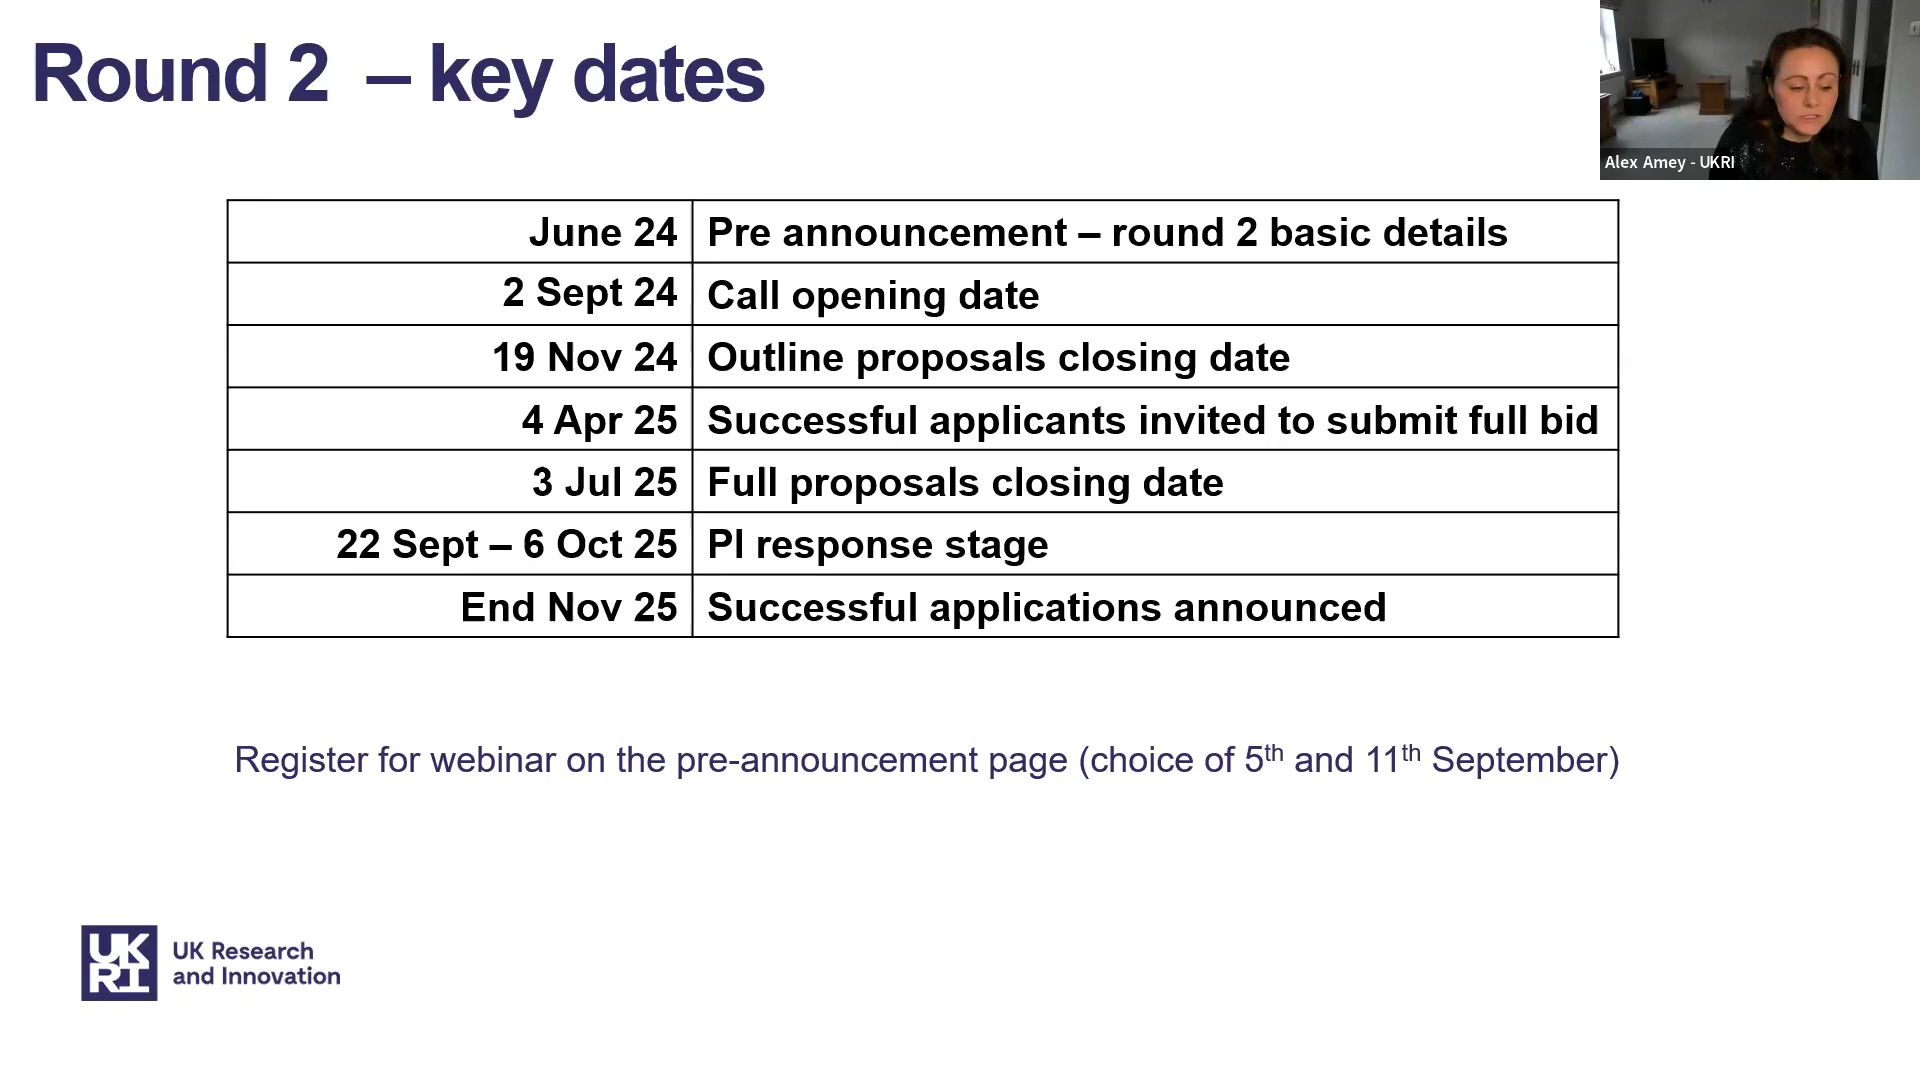 Round 2 – key dates
Alex Amey - UKRI
June 24 Pre announcement – round 2 basic details
2 Sept 24 Call opening date
19 Nov 24 Outline proposals closing date
4 Apr 25 Successful applicants invited to submit full bid
3 Jul 25 Full proposals closing date
22 Sept – 6 Oct 25 PI response stage
End Nov 25 Successful applications announced
Register for webinar on the pre-announcement page (choice of 5th and 11th September)
UK
RI
UK Research
and Innovation